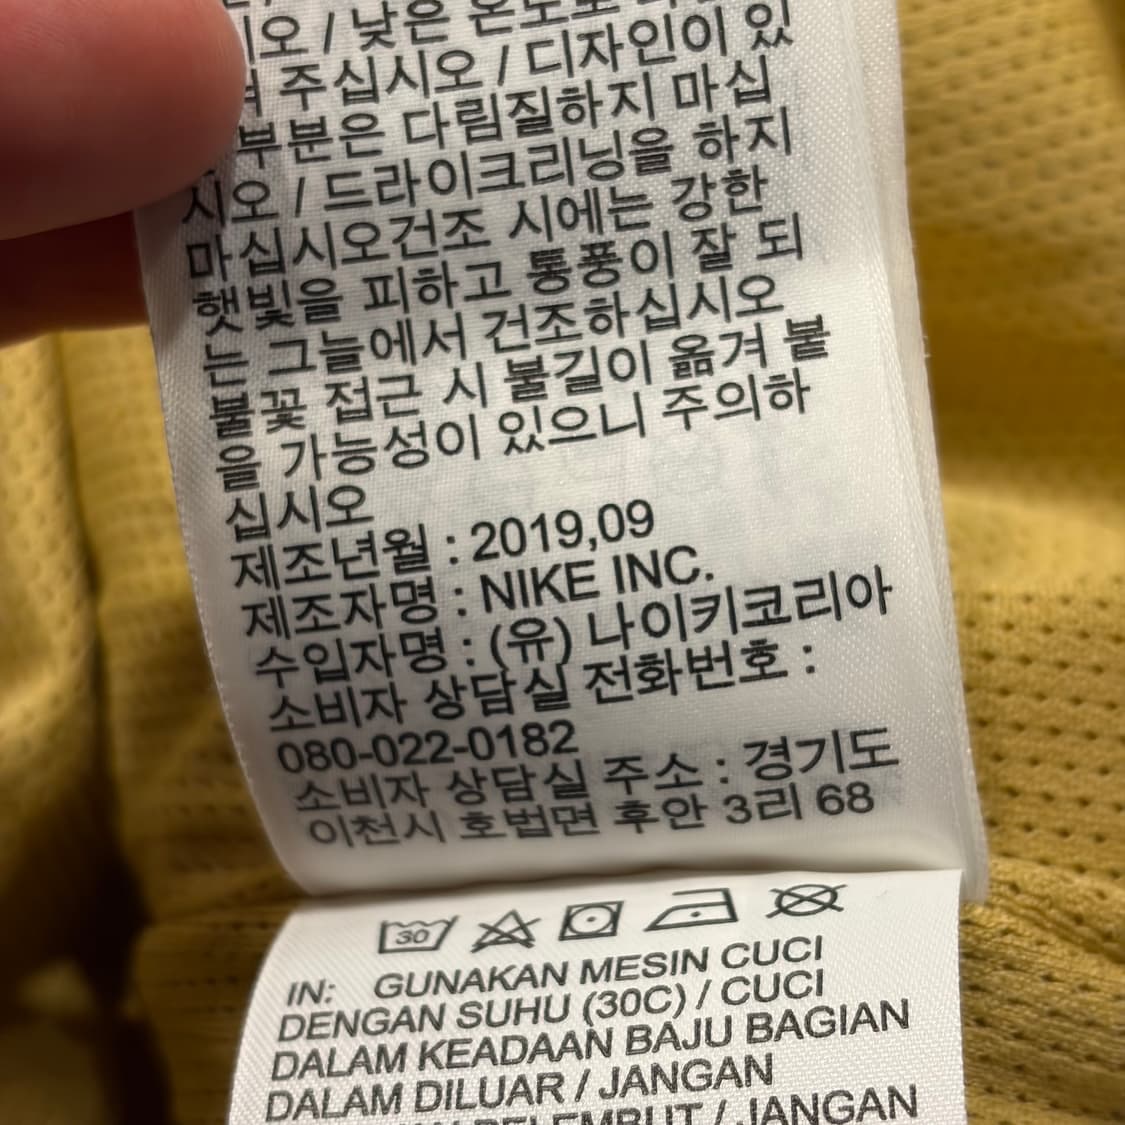 오 / 낮은 온도로
주십시오 / 디자인이 있
부분은 다림질하지 마십
시오 / 드라이크리닝을 하지
마십시오건조 시에는 강한
햇빛을 피하고 통풍이 잘 되
는 그늘에서 건조하십시오
불꽃 접근 시 불길이 옮겨 붙
을 가능성이 있으니 주의하
십시오
제조년월 : 2019,09
제조자명 : NIKE INC.
수입자명 : (유) 나이키코리아
소비자 상담실 전화번호 :
080-022-0182
소비자 상담실 주소 : 경기도
이천시 호법면 후안 3리 68
30
IN: GUNAKAN MESIN CUCI
DENGAN SUHU (30C) / CUCI
DALAM KEADAAN BAJU BAGIAN
DALAM DILUAR / JANGAN
PELEMBUT / JANGAN